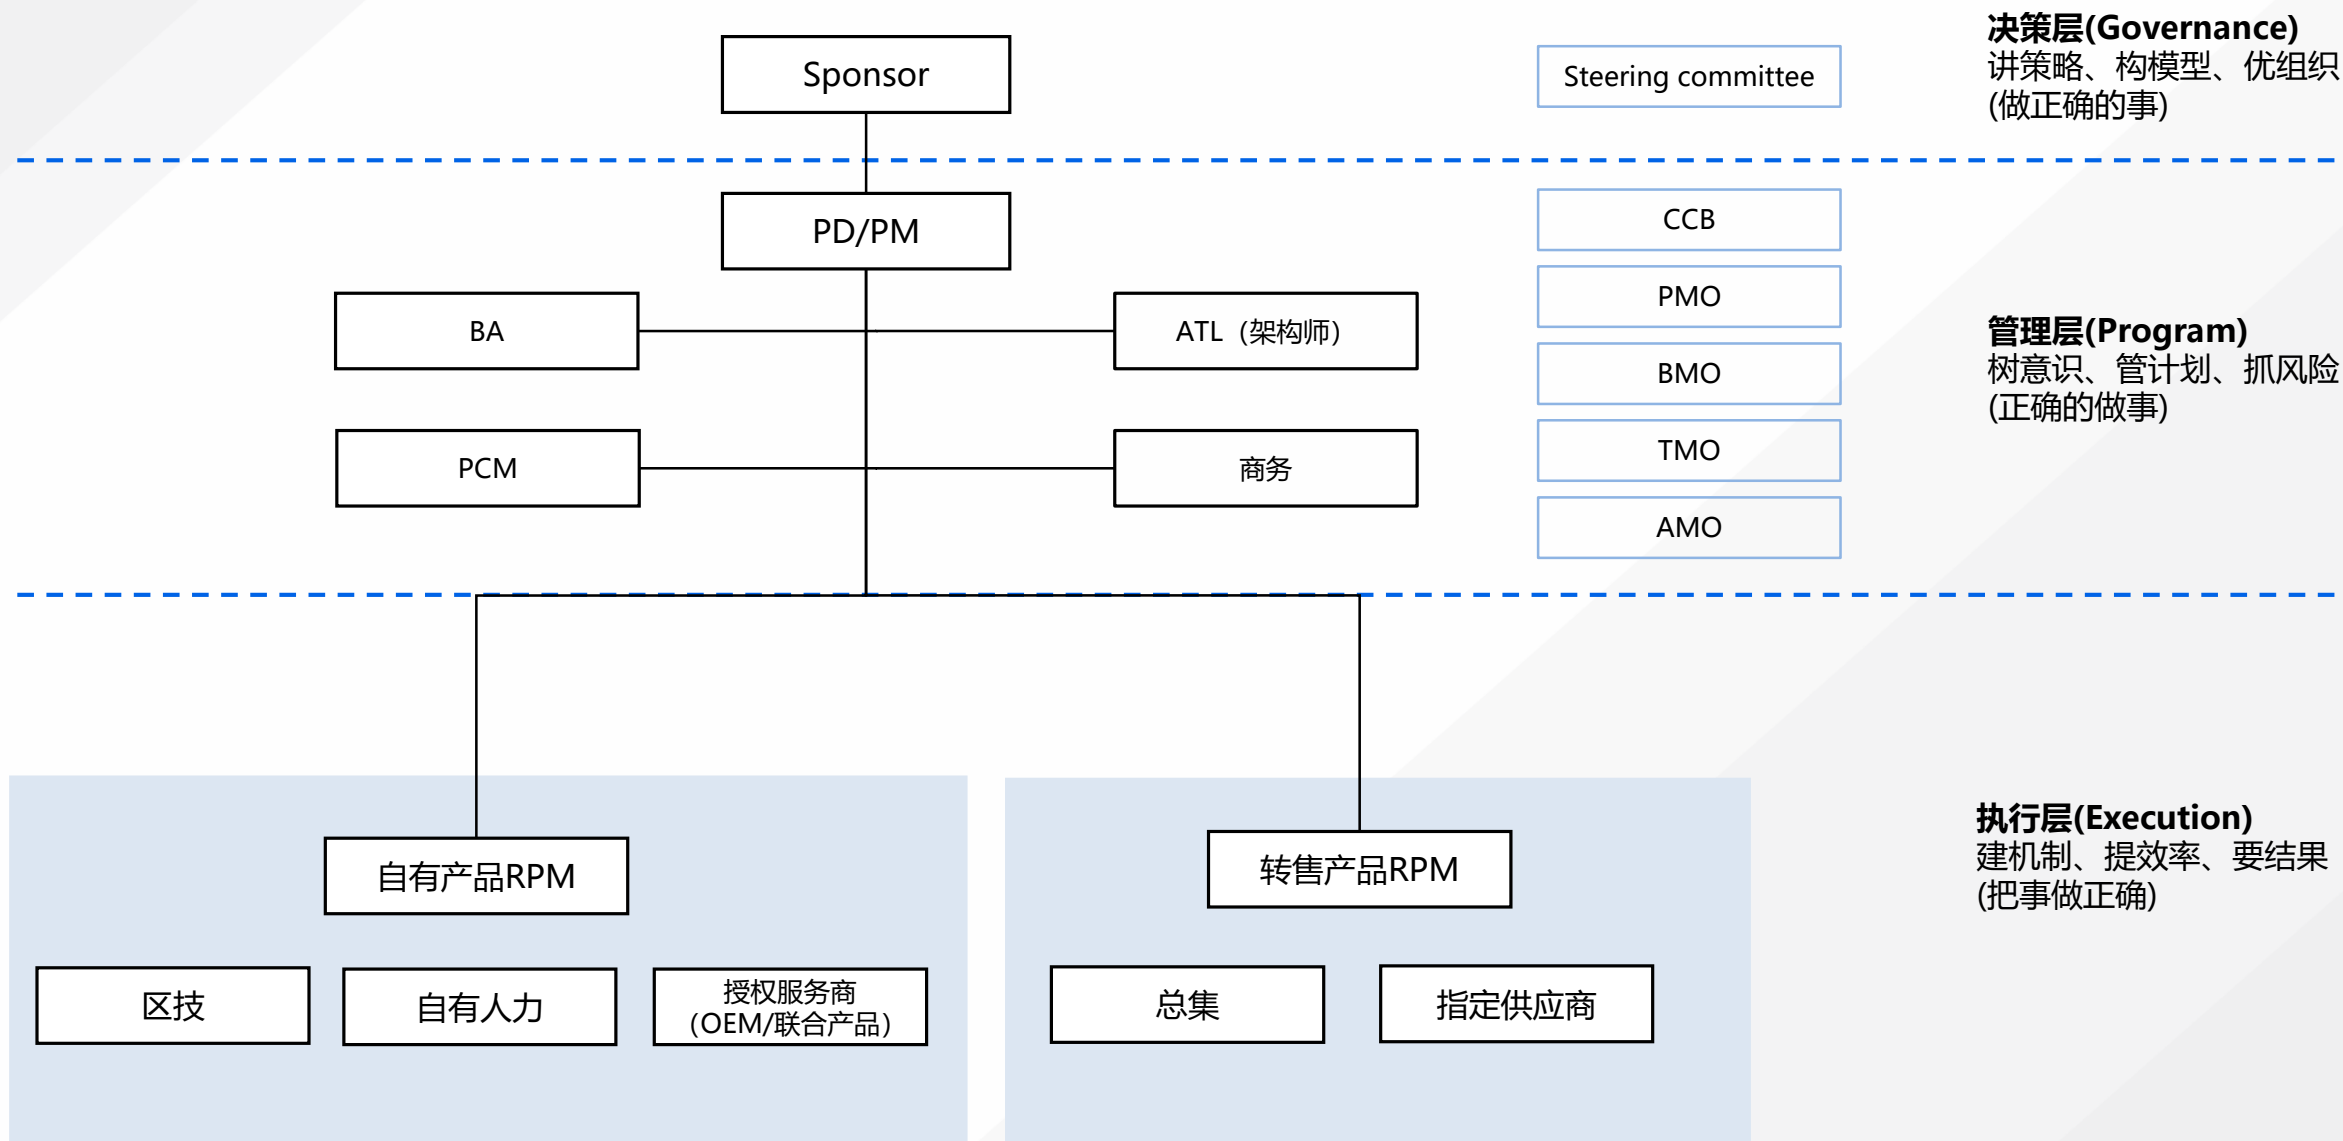 Sponsor
Steering committee
决策层(Governance)
讲策略、构模型、优组织
(做正确的事)
PD/PM
BA
ATL（架构师）
PCM
商务
CCB
PMO
BMO
TMO
AMO
管理层(Program)
树意识、管计划、抓风险
(正确的做事)
自有产品RPM
区技
自有人力
授权服务商
（OEM/联合产品）
转售产品RPM
总集
指定供应商
执行层(Execution)
建机制、提效率、要结果
(把事做正确)